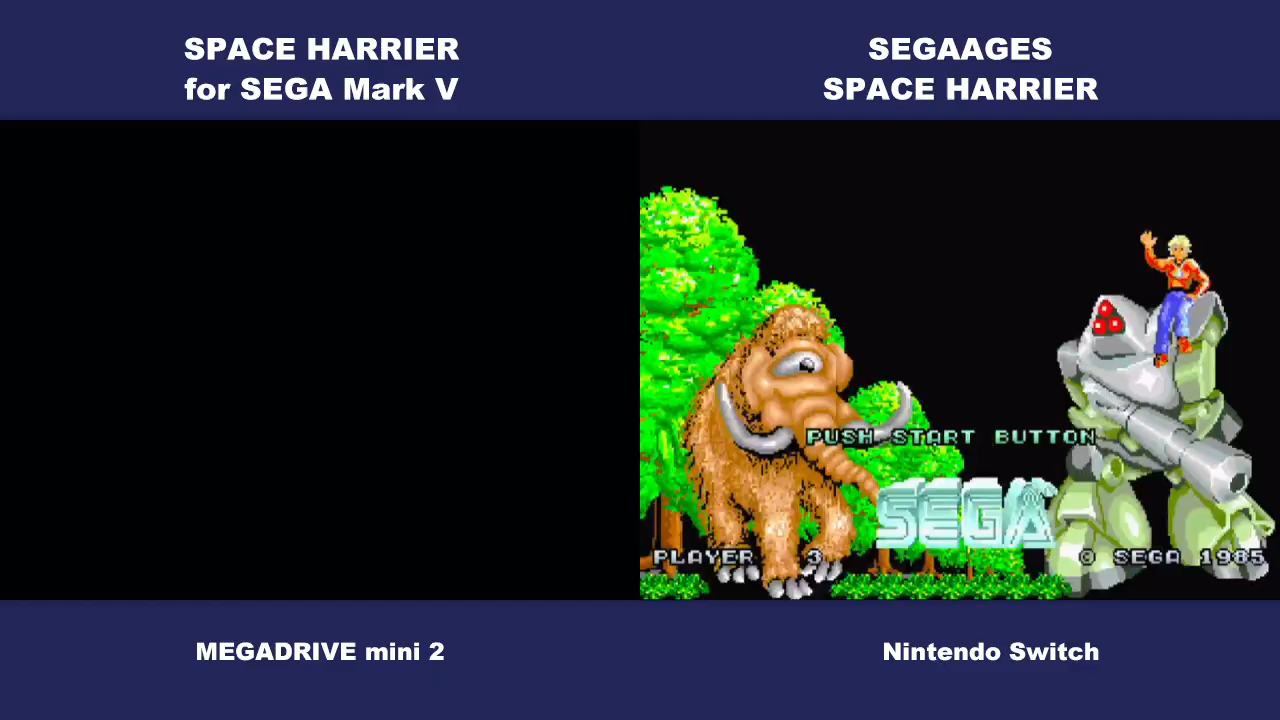 SPACE HARRIER
for SEGA Mark V
SEGAAGES
SPACE HARRIER
PUSH START BUTTON
SEGA
PLAYER 3
© SEGA 1985
MEGADRIVE mini 2
Nintendo Switch